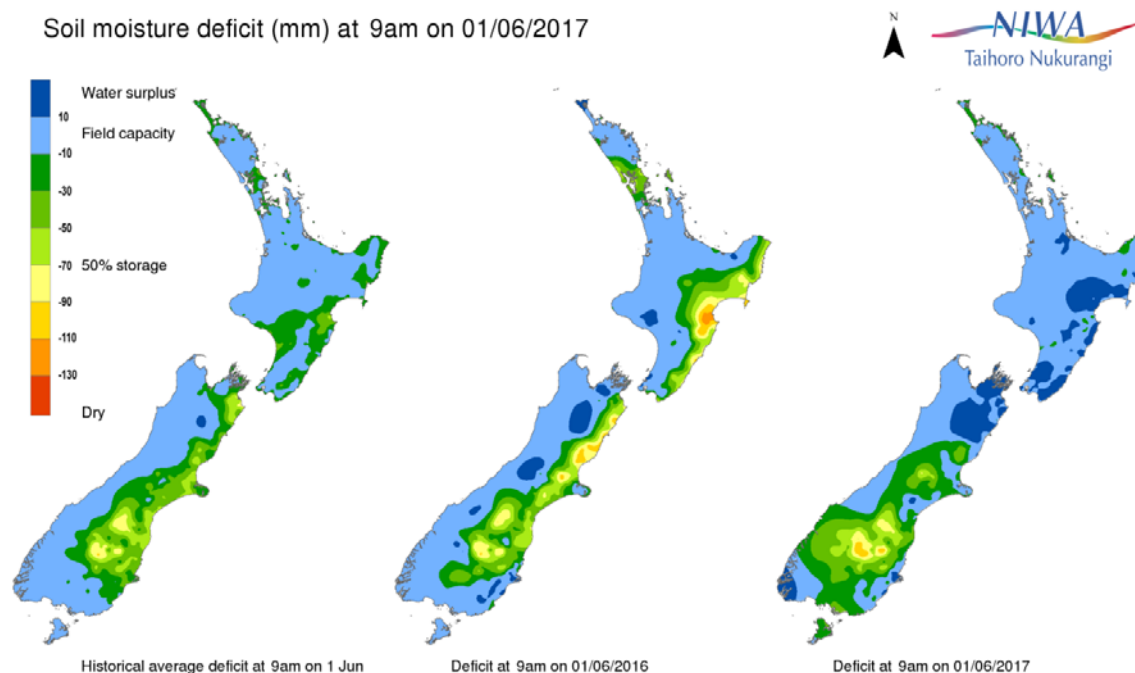 Soil moisture deficit (mm) at 9am on 01/06/2017
N
NIWA
Taihoro Nukurangi
Water surplus
10
Field capacity
-10
-30
-50
-70
50% storage
-90
-110
-130
Dry
Historical average deficit at 9am on 1 Jun
Deficit at 9am on 01/06/2016
Deficit at 9am on 01/06/2017